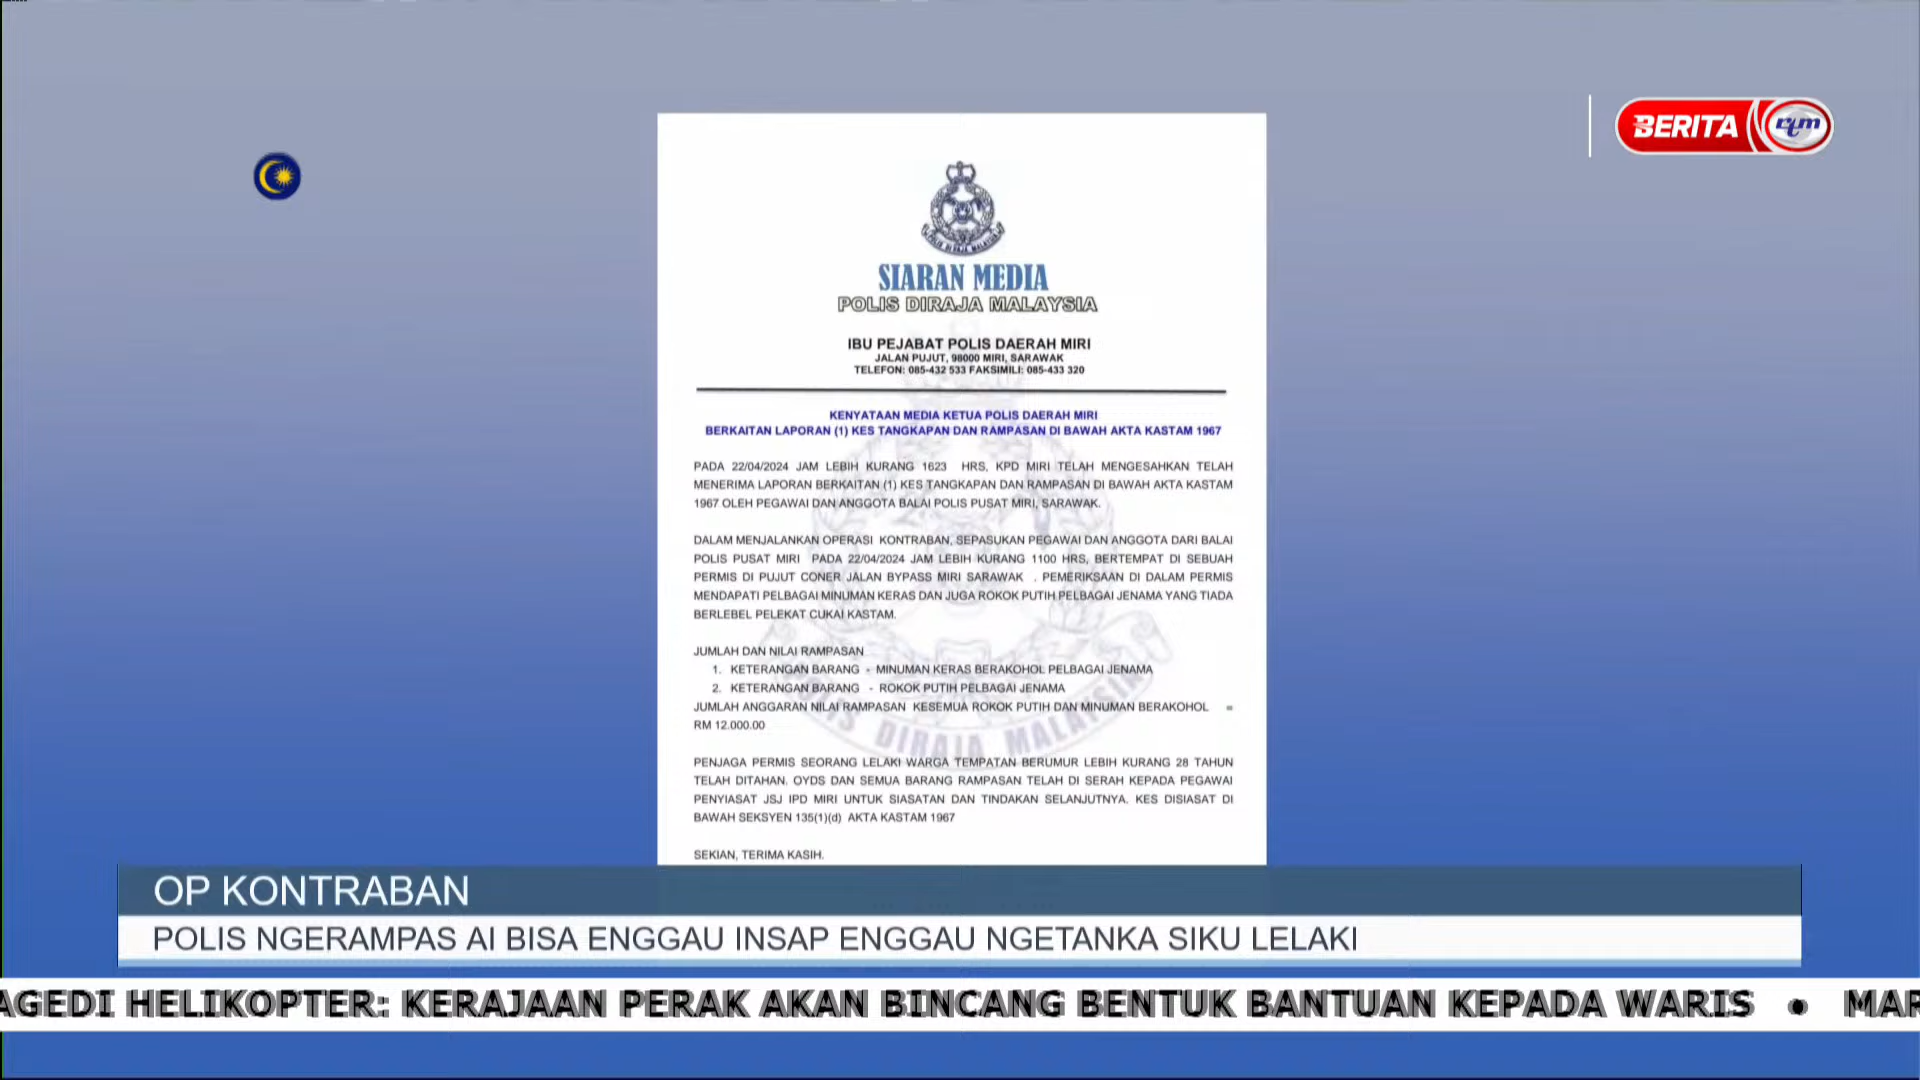 BERITA rtm
POLIS DIRAJA MALAYSIA
SIARAN MEDIA
POLIS DIRAJA MALAYSIA
IBU PEJABAT POLIS DAERAH MIRI
JALAN PUJUT, 98000 MIRI, SARAWAK
TELEFON: 085-432 533 FAKSIMILI: 085-433 320
KENYATAAN MEDIA KETUA POLIS DAERAH MIRI
BERKAITAN LAPORAN (1) KES TANGKAPAN DAN RAMPASAN DI BAWAH AKTA KASTAM 1967
PADA 22/04/2024 JAM LEBIH KURANG 1623 HRS, KPD MIRI TELAH MENGESAHKAN TELAH
MENERIMA LAPORAN BERKAITAN (1) KES TANGKAPAN DAN RAMPASAN DI BAWAH AKTA KASTAM
1967 OLEH PEGAWAI DAN ANGGOTA BALAI POLIS PUSAT MIRI, SARAWAK.
DALAM MENJALANKAN OPERASI KONTRABAN, SEPASUKAN PEGAWAI DAN ANGGOTA DARI BALAI
POLIS PUSAT MIRI PADA 22/04/2024 JAM LEBIH KURANG 1100 HRS, BERTEMPAT DI SEBUAH
PERMIS DI PUJUT CONER JALAN BYPASS MIRI SARAWAK . PEMERIKSAAN DI DALAM PERMIS
MENDAPATI PELBAGAI MINUMAN KERAS DAN JUGA ROKOK PUTIH PELBAGAI JENAMA YANG TIADA
BERLEBEL PELEKAT CUKAI KASTAM.
JUMLAH DAN NILAI RAMPASAN
1. KETERANGAN BARANG - MINUMAN KERAS BERAKOHOL PELBAGAI JENAMA
2. KETERANGAN BARANG - ROKOK PUTIH PELBAGAI JENAMA
JUMLAH ANGGARAN NILAI RAMPASAN KESEMUA ROKOK PUTIH DAN MINUMAN BERAKOHOL =
RM 12.000.00
PENJAGA PERMIS SEORANG LELAKI WARGA TEMPATAN BERUMUR LEBIH KURANG 28 TAHUN
TELAH DITAHAN. OYDS DAN SEMUA BARANG RAMPASAN TELAH DI SERAH KEPADA PEGAWAI
PENYIASAT JSJ IPD MIRI UNTUK SIASATAN DAN TINDAKAN SELANJUTNYA. KES DISIASAT DI
BAWAH SEKSYEN 135(1)(d) AKTA KASTAM 1967
SEKIAN, TERIMA KASIH.
POLIS DIRAJA MALAYSIA
OP KONTRABAN
POLIS NGERAMPAS AI BISA ENGGAU INSAP ENGGAU NGETANKA SIKU LELAKI
AGEDI HELIKOPTER: KERAJAAN PERAK AKAN BINCANG BENTUK BANTUAN KEPADA WARIS • MAR